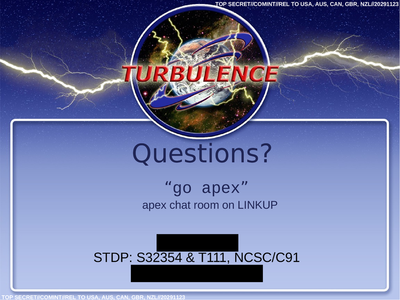 TOP SECRET//COMINT//REL TO USA, AUS, CAN, GBR, NZL//20291123
TURBULENCE
Questions?
“go apex”
apex chat room on LINKUP
STDP: S32354 & T111, NCSC/C91
TOP SECRET//COMINT//REL TO USA, AUS, CAN, GBR, NZL//20291123